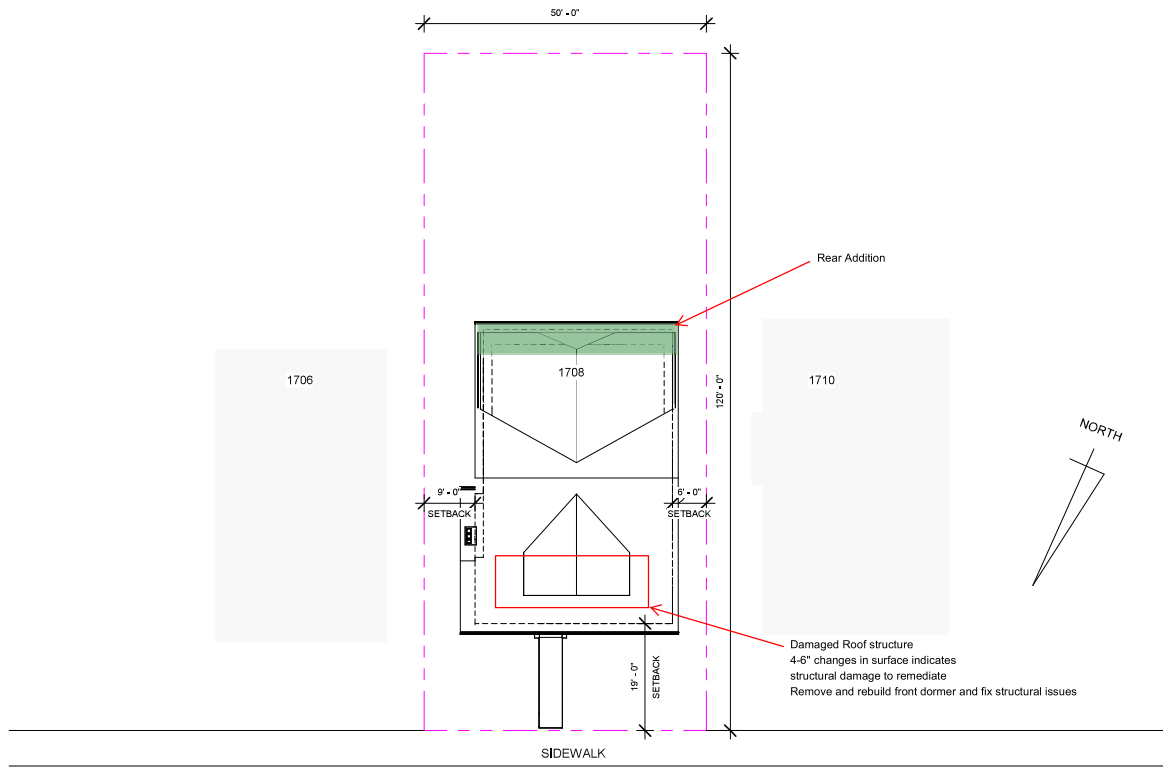 50' - 0"
Rear Addition
1706
1708
1710
120' - 0"
NORTH
9' - 0"
SETBACK
6' - 0"
SETBACK
19' - 0"
SETBACK
Damaged Roof structure
4-6" changes in surface indicates
structural damage to remediate
Remove and rebuild front dormer and fix structural issues
SIDEWALK